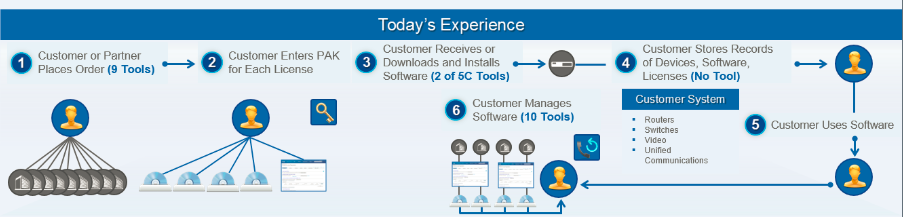 Today's Experience
1
Customer or Partner
Places Order (9 Tools)
2
Customer Enters PAK
for Each License
3
Customer Receives or
Downloads and Installs
Software (2 of 5C Tools)
4
Customer Stores Records
of Devices, Software,
Licenses (No Tool)
Customer System
▪ Routers
▪ Switches
▪ Video
▪ Unified
Communications
5
Customer Uses Software
6
Customer Manages
Software (10 Tools)